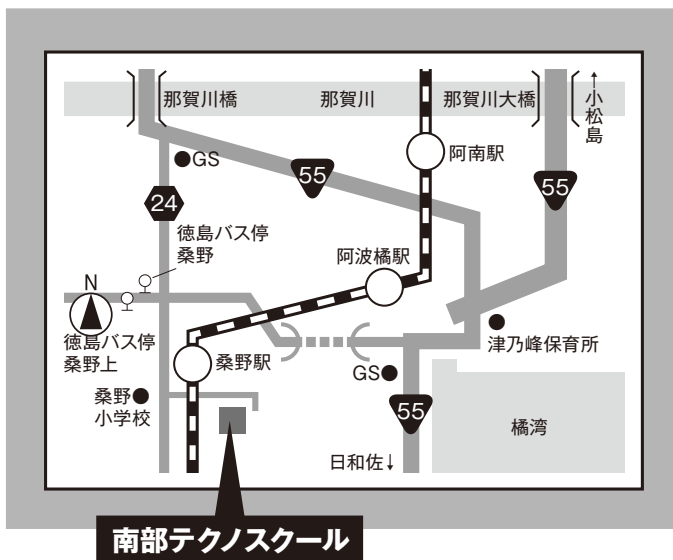 那賀川橋
那賀川
那賀川大橋
↑小松島
GS
阿南駅
55
55
24
徳島バス停
桑野
阿波橘駅
N
徳島バス停
桑野上
津乃峰保育所
桑野駅
GS
桑野
小学校
55
橘湾
日和佐↓
南部テクノスクール